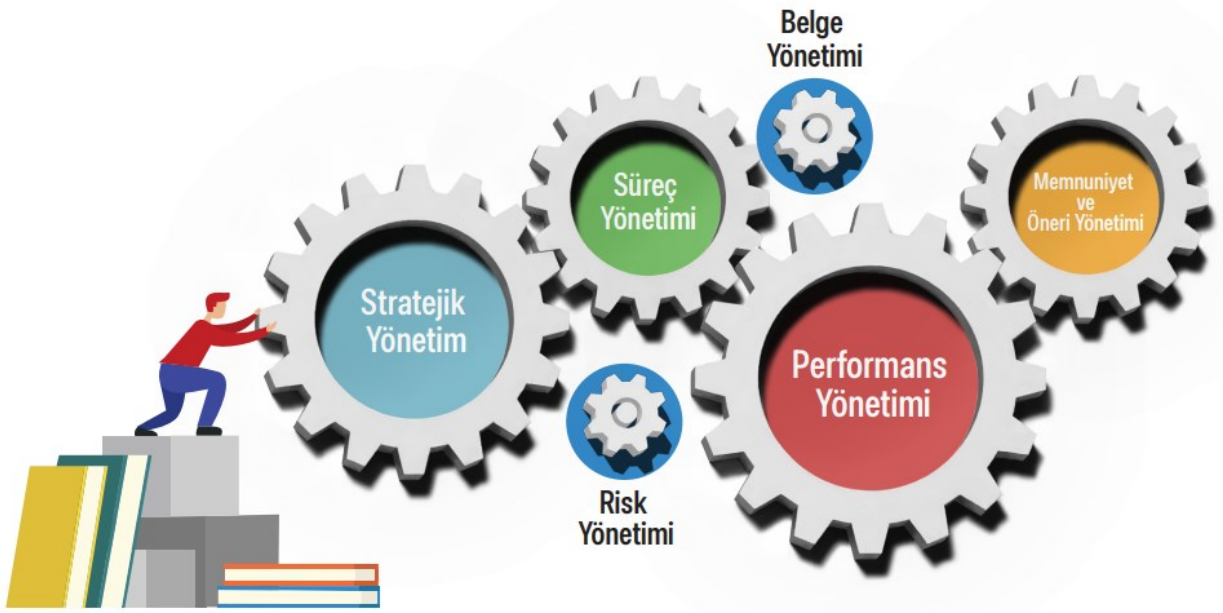 Belge
Yönetimi
Süreç
Yönetimi
Memnuniyet
ve
Öneri Yönetimi
Stratejik
Yönetim
Performans
Yönetimi
Risk
Yönetimi